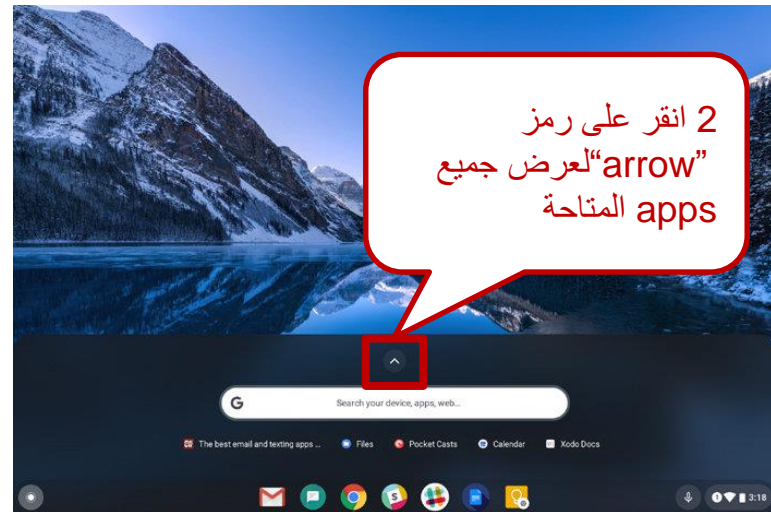 2 انقر على رمز
“arrow”لعرض جميع
apps المتاحة
Search your device, apps, web...
The best email and texting apps ...
Files
Pocket Casts
Calendar
Xodo Docs
3:18